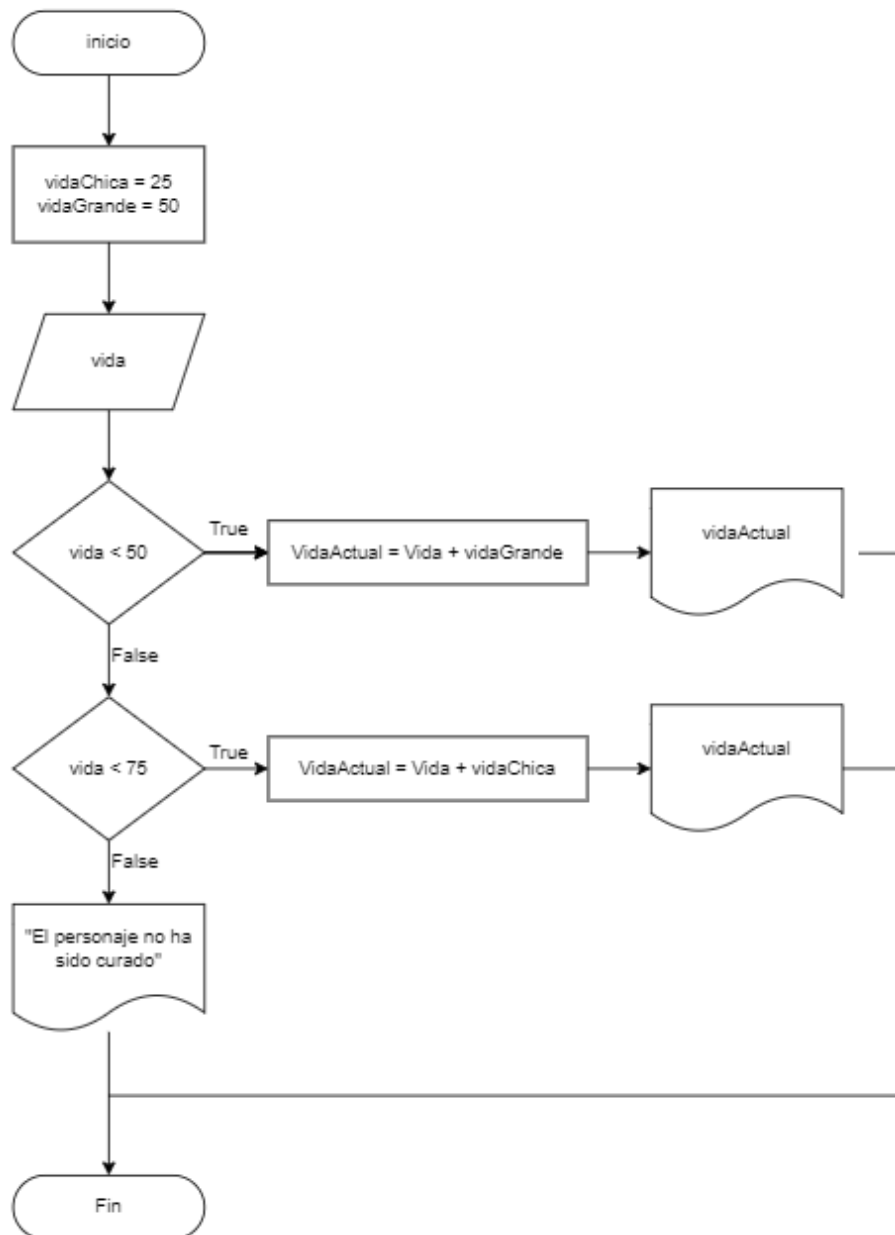 inicio
vidaChica = 25
vidaGrande = 50
vida
vida < 50
True
VidaActual = Vida + vidaGrande
vidaActual
False
vida < 75
True
VidaActual = Vida + vidaChica
vidaActual
False
"El personaje no ha
sido curado"
Fin